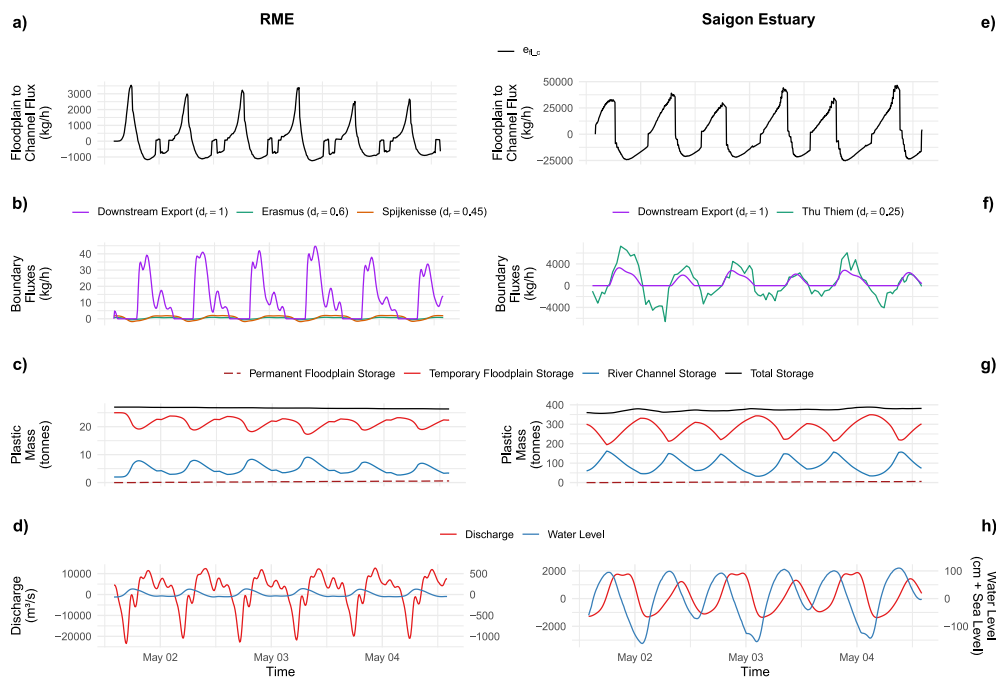 a)
RME
Saigon Estuary
e)
e_fl_c
Floodplain to
Channel Flux
(kg/h)
3000
2000
1000
0
−1000
Floodplain to
Channel Flux
(kg/h)
50000
25000
0
−25000
b)
Downstream Export (d_r = 1)
Erasmus (d_r = 0.6)
Spijkenisse (d_r = 0.45)
Downstream Export (d_r = 1)
Thu Thiem (d_r = 0.25)
f)
Boundary
Fluxes
(kg/h)
40
30
20
10
0
Boundary
Fluxes
(kg/h)
4000
0
−4000
c)
Permanent Floodplain Storage
Temporary Floodplain Storage
River Channel Storage
Total Storage
g)
Plastic
Mass
(tonnes)
20
10
0
Plastic
Mass
(tonnes)
400
300
200
100
0
d)
Discharge
Water Level
h)
Discharge
(m³/s)
10000
0
−10000
−20000
500
0
−500
−1000
2000
0
−2000
100
0
−100
Water Level
(cm + Sea Level)
May 02
May 03
May 04
Time
May 02
May 03
May 04
Time